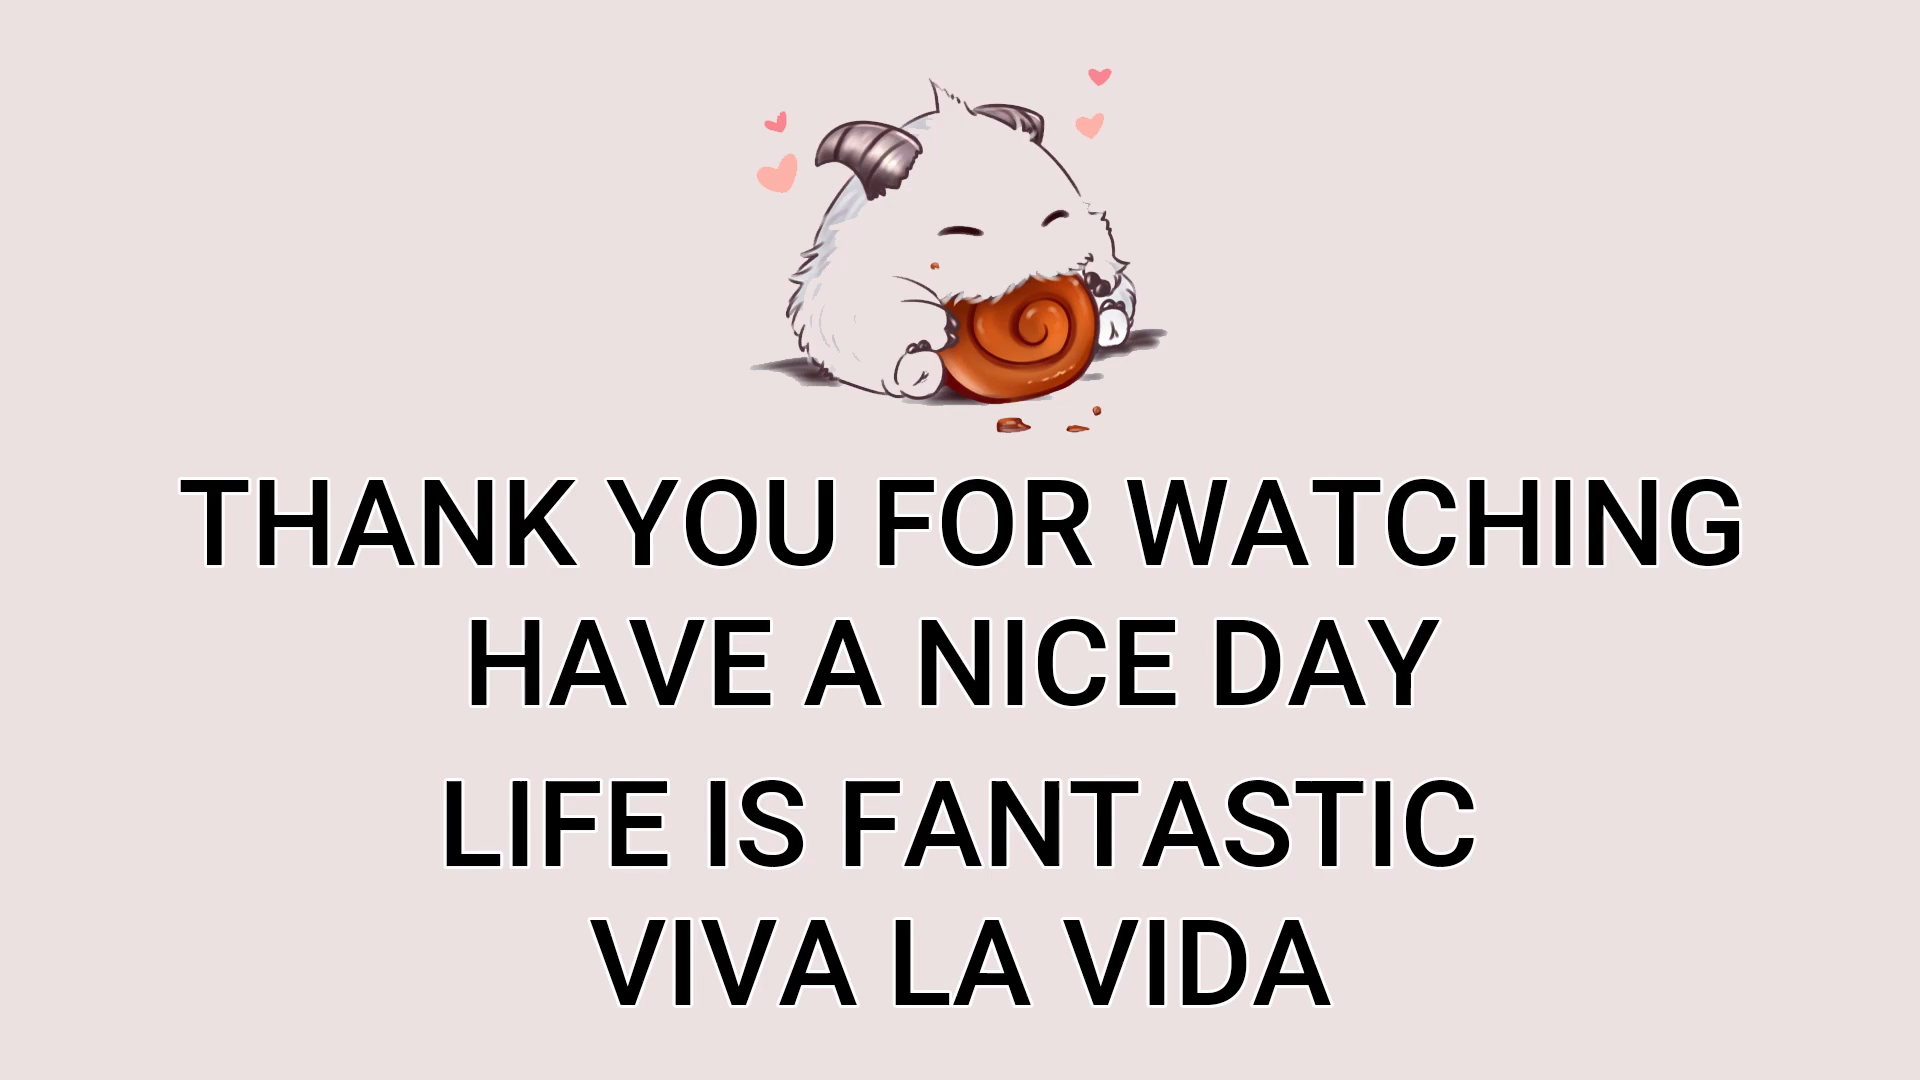 THANK YOU FOR WATCHING
HAVE A NICE DAY
LIFE IS FANTASTIC
VIVA LA VIDA